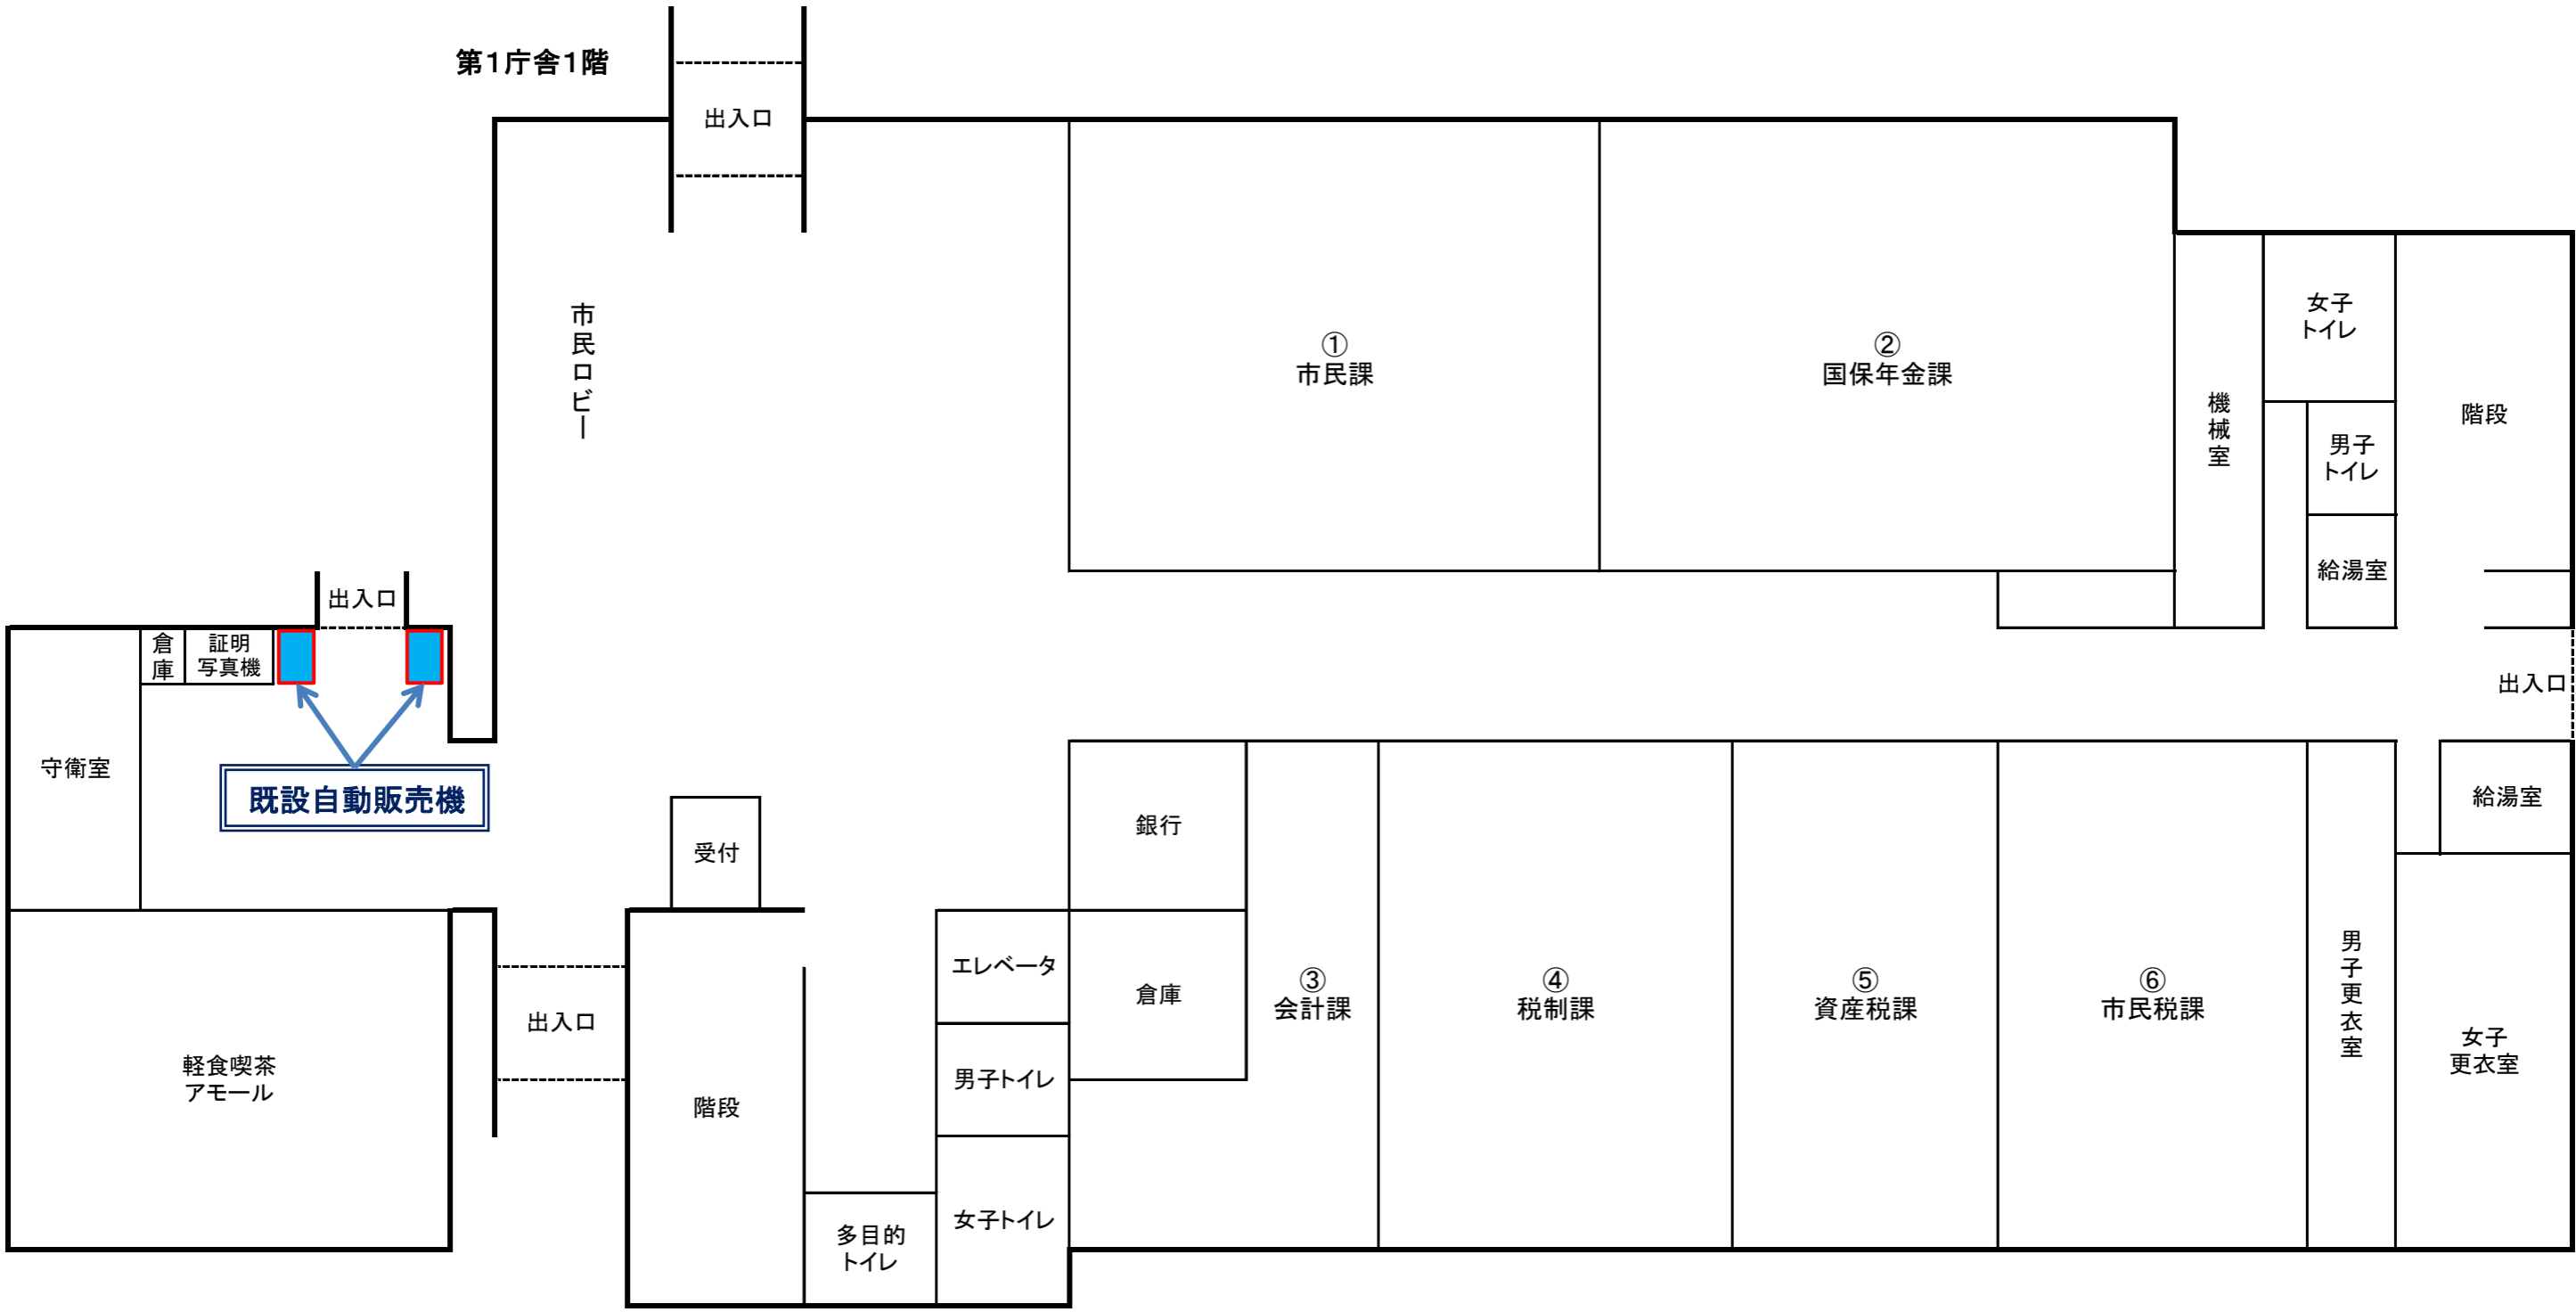 第1庁舎1階
出入口
市民ロビー
①
市民課
②
国保年金課
機械室
女子
トイレ
男子
トイレ
給湯室
階段
出入口
倉庫
証明
写真機
出入口
守衛室
既設自動販売機
受付
銀行
給湯室
エレベータ
倉庫
③
会計課
④
税制課
⑤
資産税課
⑥
市民税課
男子更衣室
女子
更衣室
出入口
軽食喫茶
アモール
階段
男子トイレ
女子トイレ
多目的
トイレ